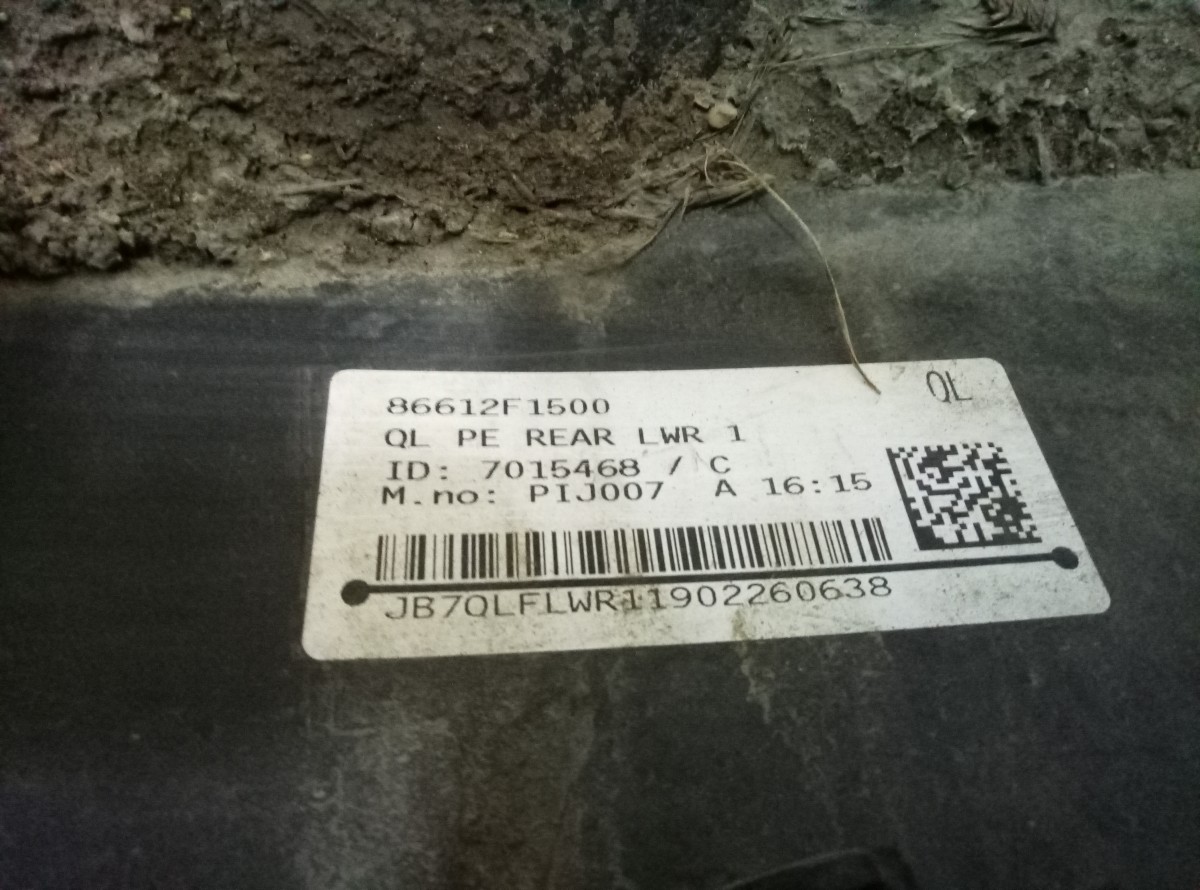 QL
86612F1500
QL PE REAR LWR 1
ID: 7015468 / C
M.no: PIJ007 A 16:15
JB7QLFLWR11902260638